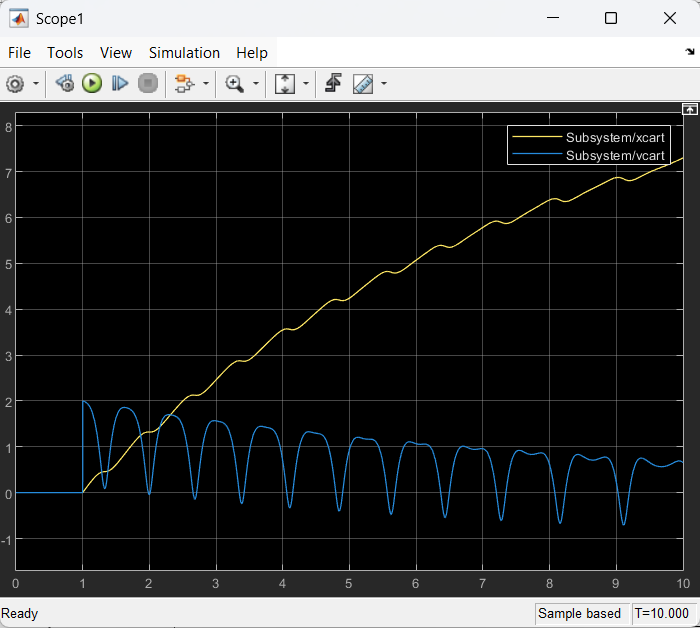 Scope1
File Tools View Simulation Help
8
7
6
5
4
3
2
1
0
-1
Subsystem/xcart
Subsystem/vcart
0 1 2 3 4 5 6 7 8 9 10
Ready
Sample based
T=10.000